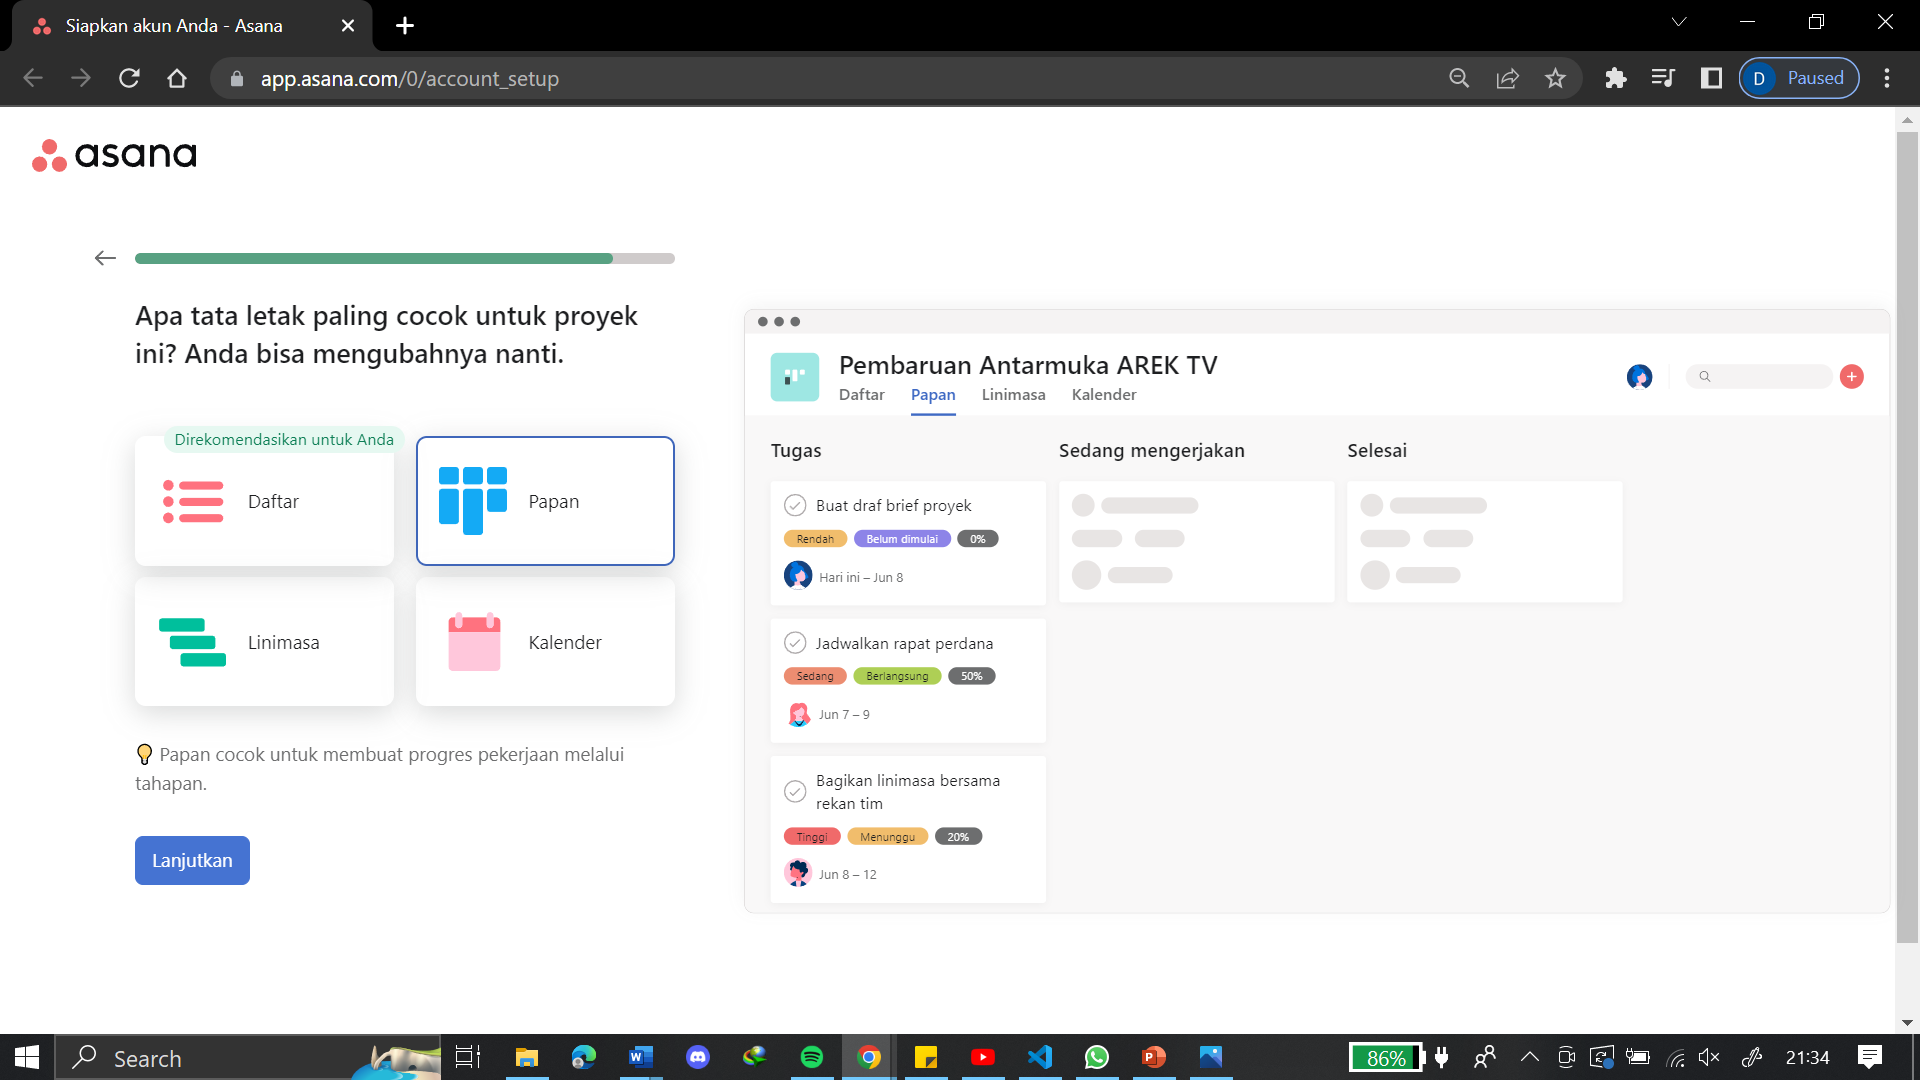 Siapkan akun Anda - Asana
app.asana.com/0/account_setup
D
Paused
asana
Apa tata letak paling cocok untuk proyek
ini? Anda bisa mengubahnya nanti.
Direkomendasikan untuk Anda
Daftar
Papan
Linimasa
Kalender
Papan cocok untuk membuat progres pekerjaan melalui
tahapan.
Lanjutkan
Pembaruan Antarmuka AREK TV
Daftar Papan Linimasa Kalender
Tugas
Buat draf brief proyek
Rendah Belum dimulai 0%
Hari ini – Jun 8
Jadwalkan rapat perdana
Sedang Berlangsung 50%
Jun 7 – 9
Bagikan linimasa bersama
rekan tim
Tinggi Menunggu 20%
Jun 8 – 12
Sedang mengerjakan
Selesai
Search
86%
21:34